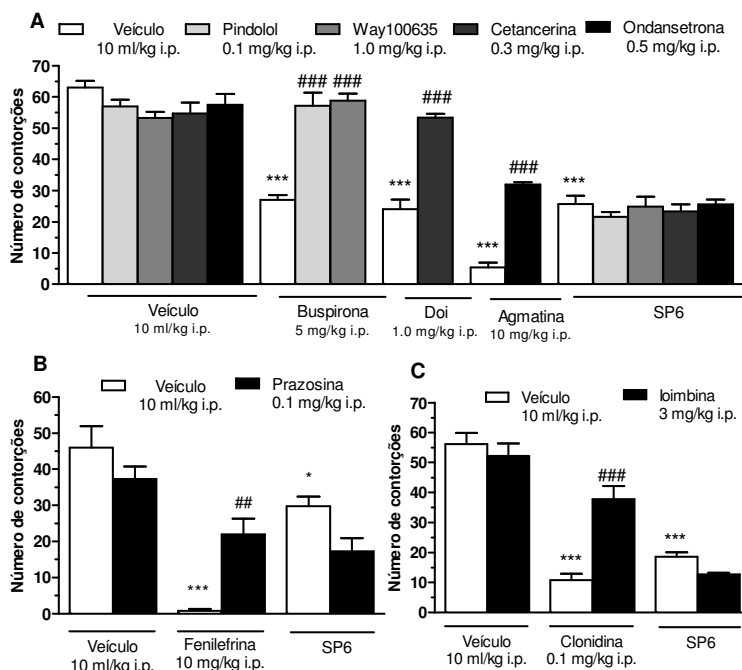 A
Veículo Pindolol Way100635 Cetancerina Ondansetrona
10 ml/kg i.p. 0.1 mg/kg i.p. 1.0 mg/kg i.p. 0.3 mg/kg i.p. 0.5 mg/kg i.p.
Número de contorções
70
60
50
40
30
20
10
0
*** ### ### *** ### *** ### ***
Veículo Buspirona Doi Agmatina SP6
10 ml/kg i.p. 5 mg/kg i.p. 1.0 mg/kg i.p. 10 mg/kg i.p.
B
Veículo Prazosina
10 ml/kg i.p. 0.1 mg/kg i.p.
Número de contorções
60
50
40
30
20
10
0
*** ## *
Veículo Fenilefrina SP6
10 ml/kg i.p. 10 mg/kg i.p.
C
Veículo Ioimbina
10 ml/kg i.p. 3 mg/kg i.p.
Número de contorções
70
60
50
40
30
20
10
0
*** ### ***
Veículo Clonidina SP6
10 ml/kg i.p. 0.1 mg/kg i.p.